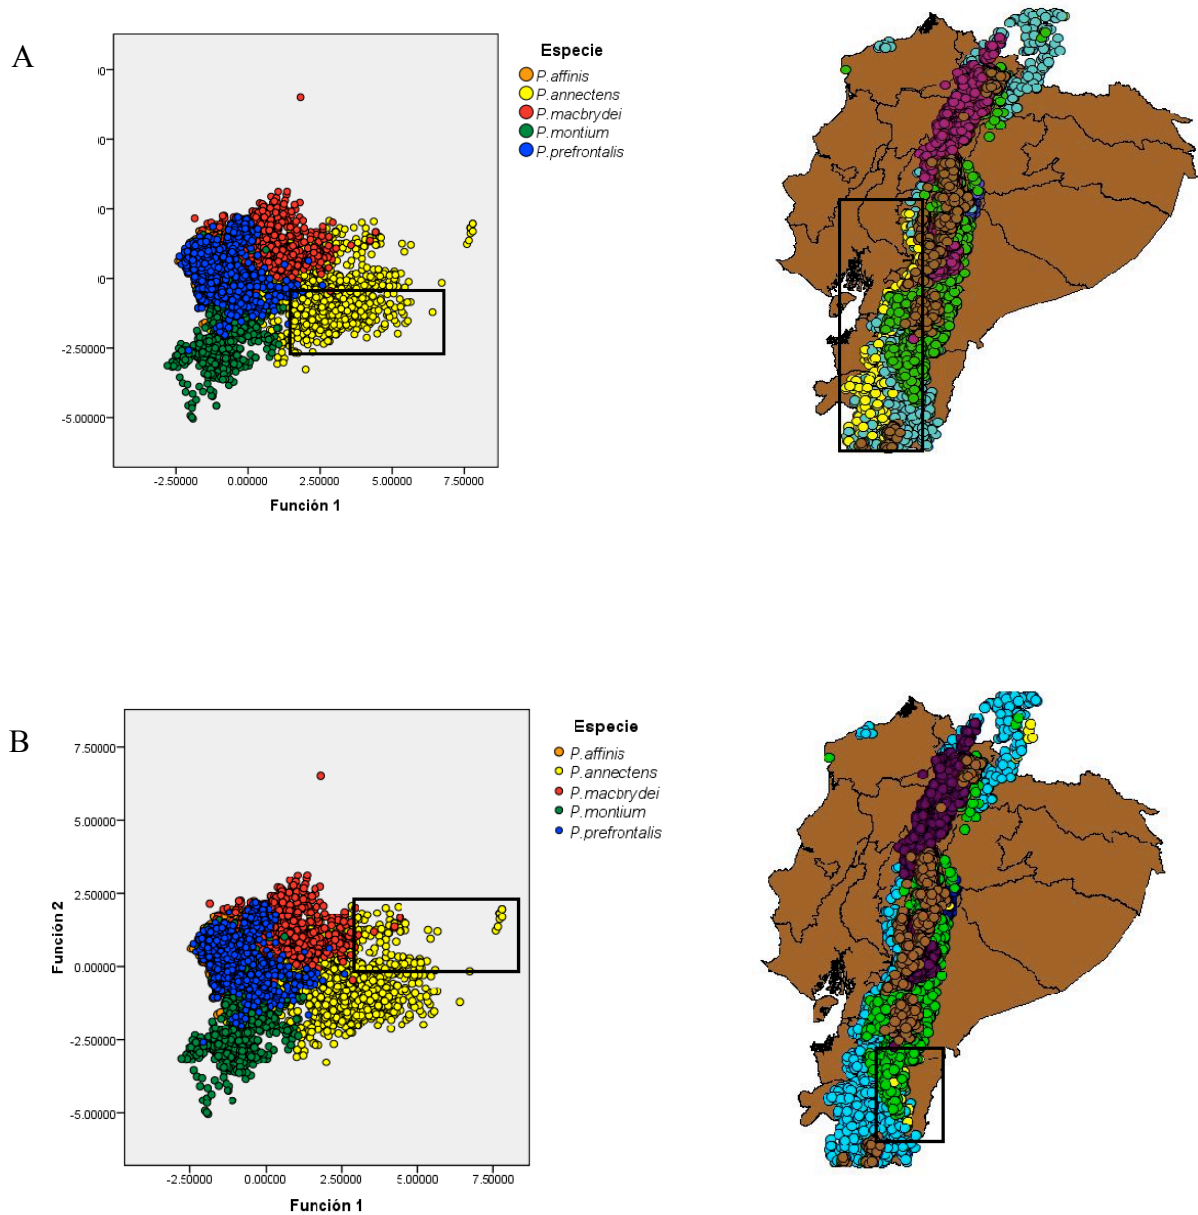 A
Especie
P.affinis
P.annectens
P.macbrydei
P.montium
P.prefrontalis
-2.50000
-5.00000
-2.50000 0.00000 2.50000 5.00000 7.50000
Función 1
B
Especie
P.affinis
P.annectens
P.macbrydei
P.montium
P.prefrontalis
7.50000
5.00000
2.50000
0.00000
-2.50000
-5.00000
Función 2
-2.50000 0.00000 2.50000 5.00000 7.50000
Función 1